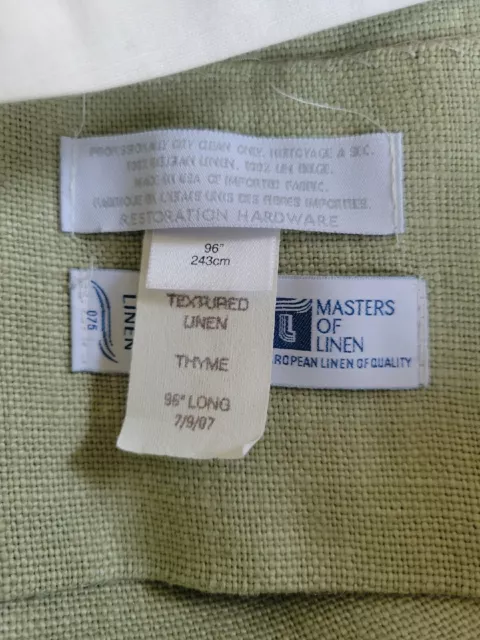 PROFESSIONALLY DRY CLEAN ONLY. NETTOYAGE A SEC.
100% BELGIAN LINEN. 100% LIN BELGE.
MADE IN USA OF IMPORTED FABRIC.
FABRIQUE IN L'ETATS UNIS DES FIBRES IMPORTEES.
RESTORATION HARDWARE
96"
243cm
TEXTURED
LINEN
THYME
96" LONG
7/9/07
075
LINEN
L
MASTERS
OF
LINEN
ROPEAN LINEN OF QUALITY